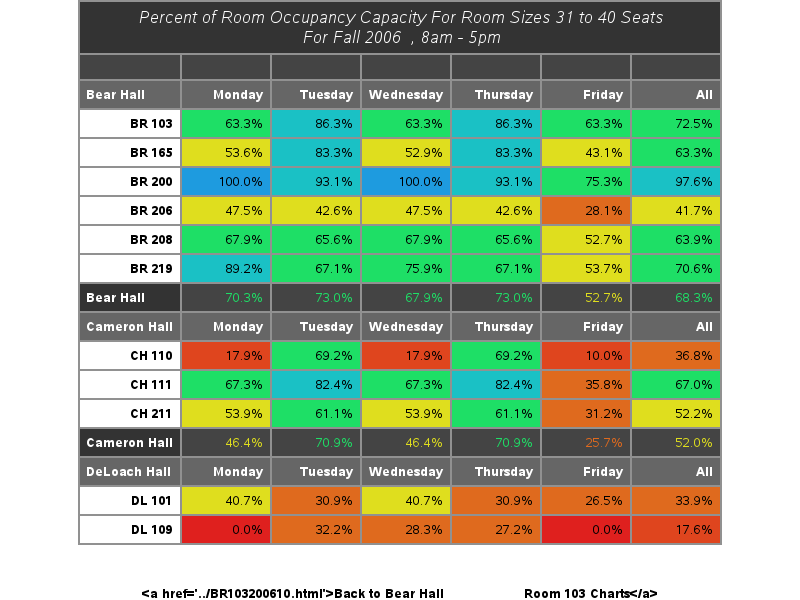 Percent of Room Occupancy Capacity For Room Sizes 31 to 40 Seats
For Fall 2006 , 8am - 5pm
Bear Hall Monday Tuesday Wednesday Thursday Friday All
BR 103 63.3% 86.3% 63.3% 86.3% 63.3% 72.5%
BR 165 53.6% 83.3% 52.9% 83.3% 43.1% 63.3%
BR 200 100.0% 93.1% 100.0% 93.1% 75.3% 97.6%
BR 206 47.5% 42.6% 47.5% 42.6% 28.1% 41.7%
BR 208 67.9% 65.6% 67.9% 65.6% 52.7% 63.9%
BR 219 89.2% 67.1% 75.9% 67.1% 53.7% 70.6%
Bear Hall 70.3% 73.0% 67.9% 73.0% 52.7% 68.3%
Cameron Hall Monday Tuesday Wednesday Thursday Friday All
CH 110 17.9% 69.2% 17.9% 69.2% 10.0% 36.8%
CH 111 67.3% 82.4% 67.3% 82.4% 35.8% 67.0%
CH 211 53.9% 61.1% 53.9% 61.1% 31.2% 52.2%
Cameron Hall 46.4% 70.9% 46.4% 70.9% 25.7% 52.0%
DeLoach Hall Monday Tuesday Wednesday Thursday Friday All
DL 101 40.7% 30.9% 40.7% 30.9% 26.5% 33.9%
DL 109 0.0% 32.2% 28.3% 27.2% 0.0% 17.6%
<a href='../BR103200610.html'>Back to Bear Hall Room 103 Charts</a>